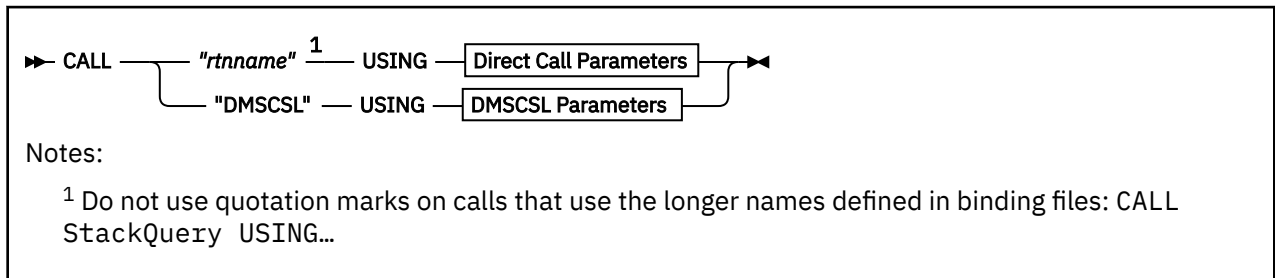 CALL "rtnname" 1 USING Direct Call Parameters
"DMSCSL" USING DMSCSL Parameters
Notes:
1 Do not use quotation marks on calls that use the longer names defined in binding files: CALL
StackQuery USING…